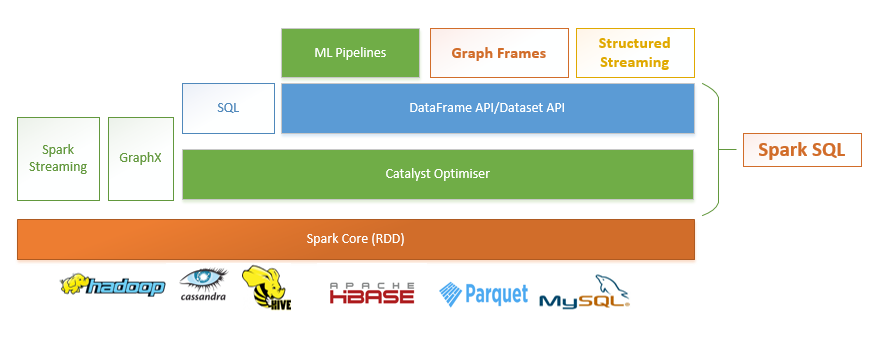 ML Pipelines
Graph Frames
Structured
Streaming
SQL
DataFrame API/Dataset API
Spark
Streaming
GraphX
Catalyst Optimiser
Spark SQL
Spark Core (RDD)
hadoop
cassandra
HIVE
APACHE
HBASE
Parquet
MySQL®